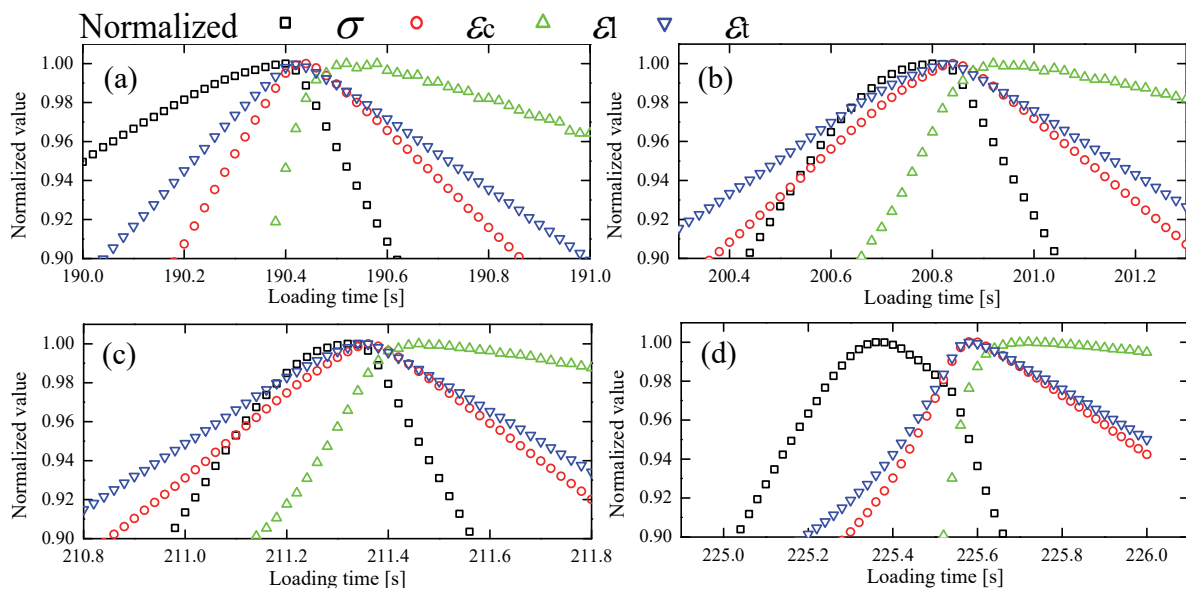 Normalized σ εc εl εt
(a)
Normalized value
1.00
0.98
0.96
0.94
0.92
0.90
190.0 190.2 190.4 190.6 190.8 191.0
Loading time [s]
(b)
Normalized value
1.00
0.98
0.96
0.94
0.92
0.90
200.4 200.6 200.8 201.0 201.2
Loading time [s]
(c)
Normalized value
1.00
0.98
0.96
0.94
0.92
0.90
210.8 211.0 211.2 211.4 211.6 211.8
Loading time [s]
(d)
Normalized value
1.00
0.98
0.96
0.94
0.92
0.90
225.0 225.2 225.4 225.6 225.8 226.0
Loading time [s]